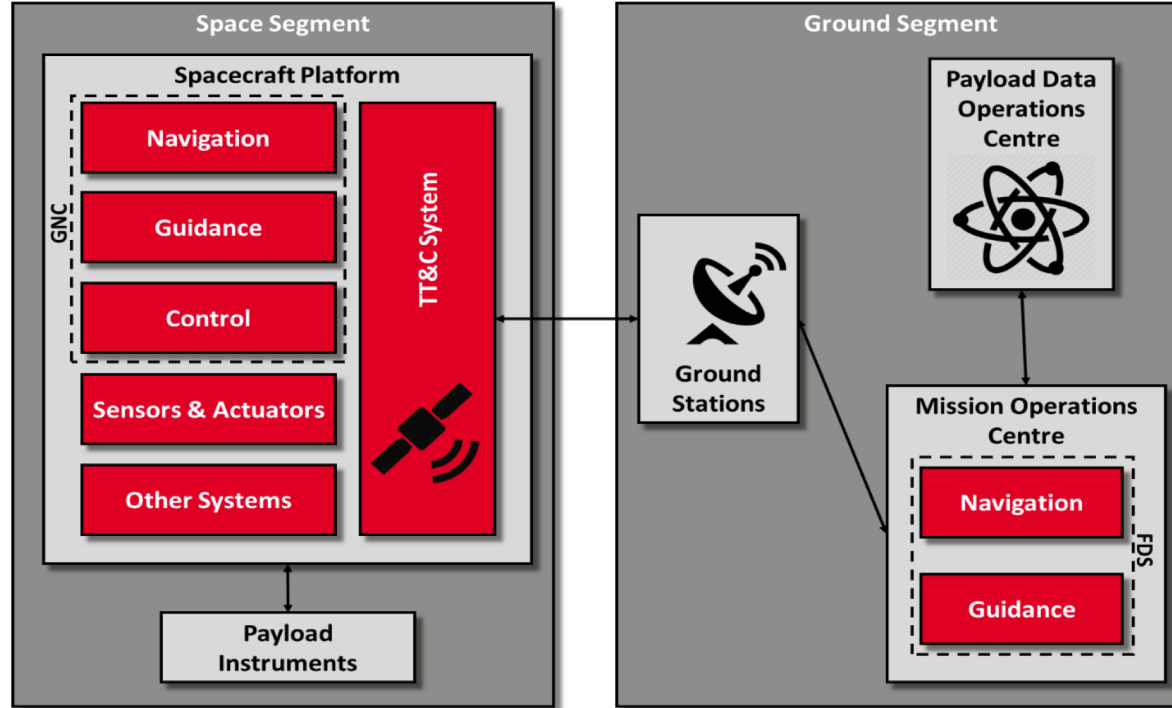 Space Segment
Spacecraft Platform
Navigation
Guidance
Control
GNC
Sensors & Actuators
Other Systems
TT&C System
Payload
Instruments
Ground Segment
Payload Data
Operations
Centre
Ground
Stations
Mission Operations
Centre
Navigation
Guidance
FDS